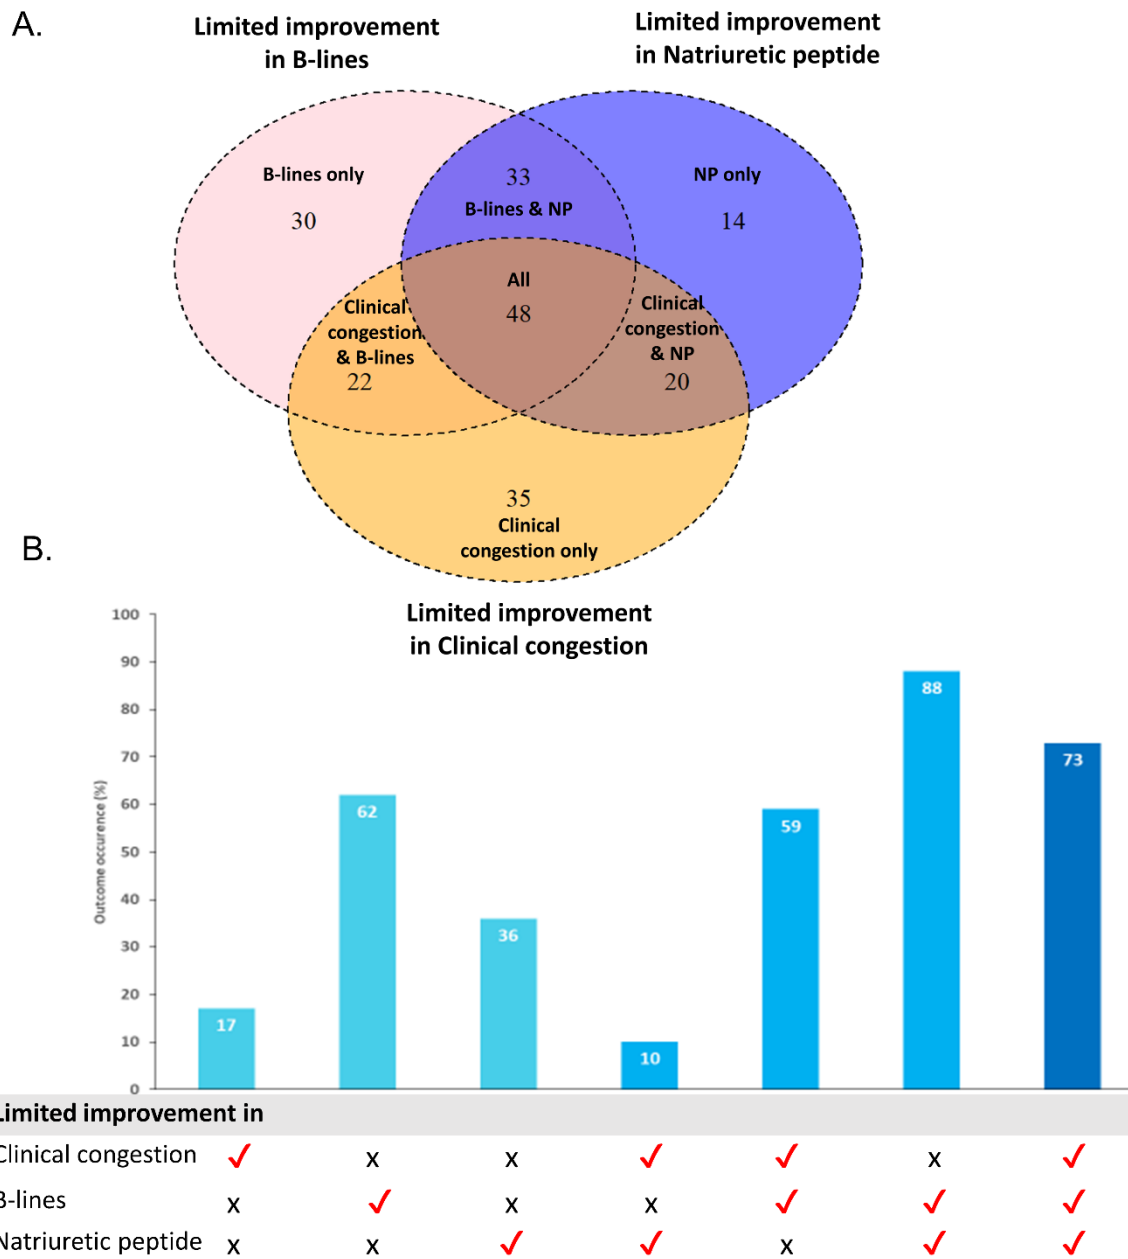 A.
Limited improvement
in B-lines
Limited improvement
in Natriuretic peptide
B-lines only
30
33
B-lines & NP
NP only
14
All
48
Clinical
congestion
& B-lines
22
Clinical
congestion
& NP
20
35
Clinical
congestion only
B.
Limited improvement
in Clinical congestion
Outcome occurence (%)
100
90
80
70
60
50
40
30
20
10
0
17
62
36
10
59
88
73
Limited improvement in
Clinical congestion ✓ x x ✓ ✓ x ✓
B-lines x ✓ x x ✓ ✓ ✓
Natriuretic peptide x x ✓ ✓ x ✓ ✓